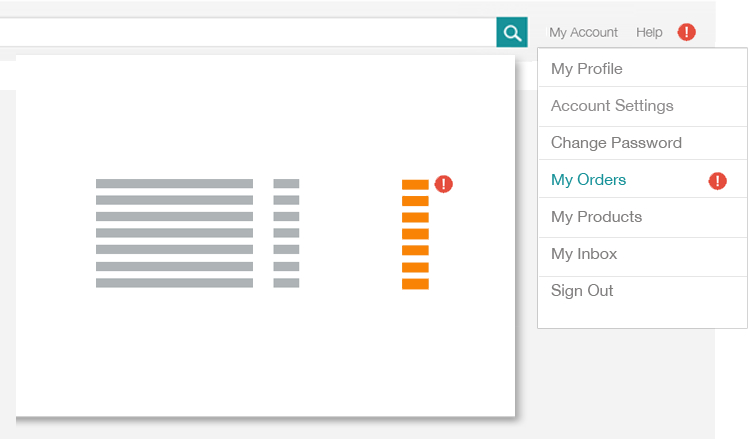 My Account Help !
!
My Profile
Account Settings
Change Password
My Orders !
My Products
My Inbox
Sign Out